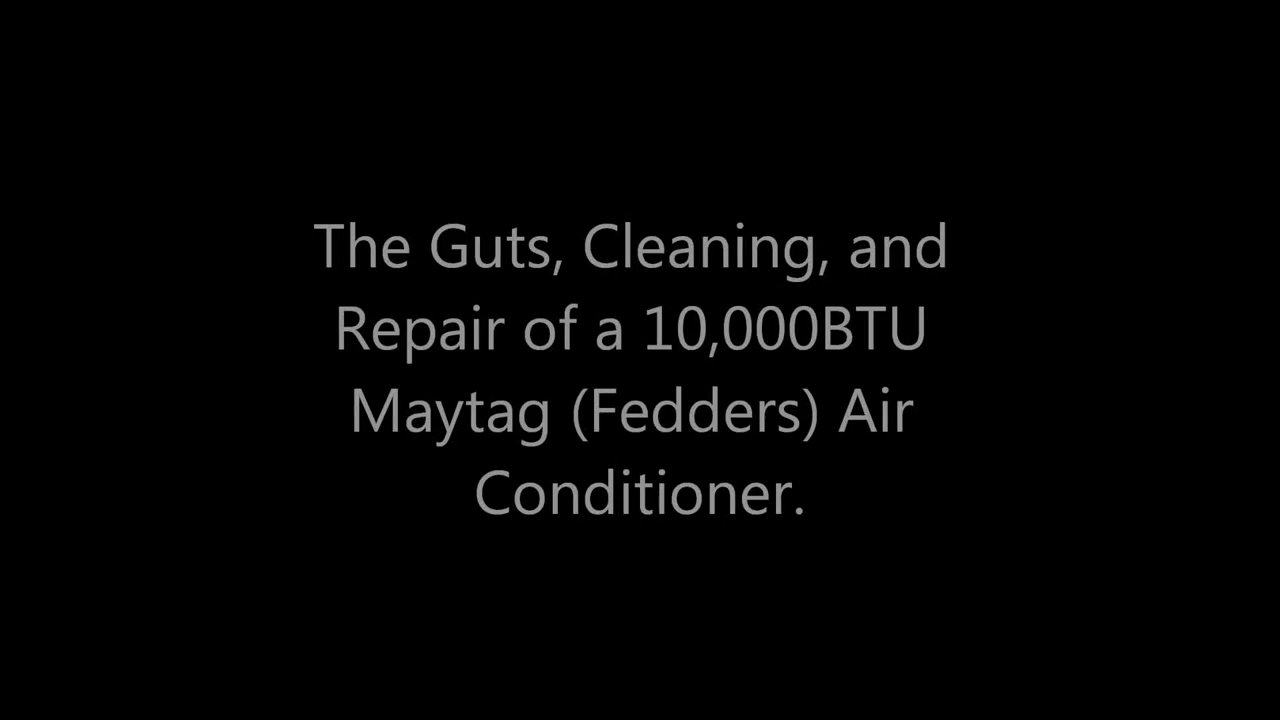 The Guts, Cleaning, and
Repair of a 10,000BTU
Maytag (Fedders) Air
Conditioner.